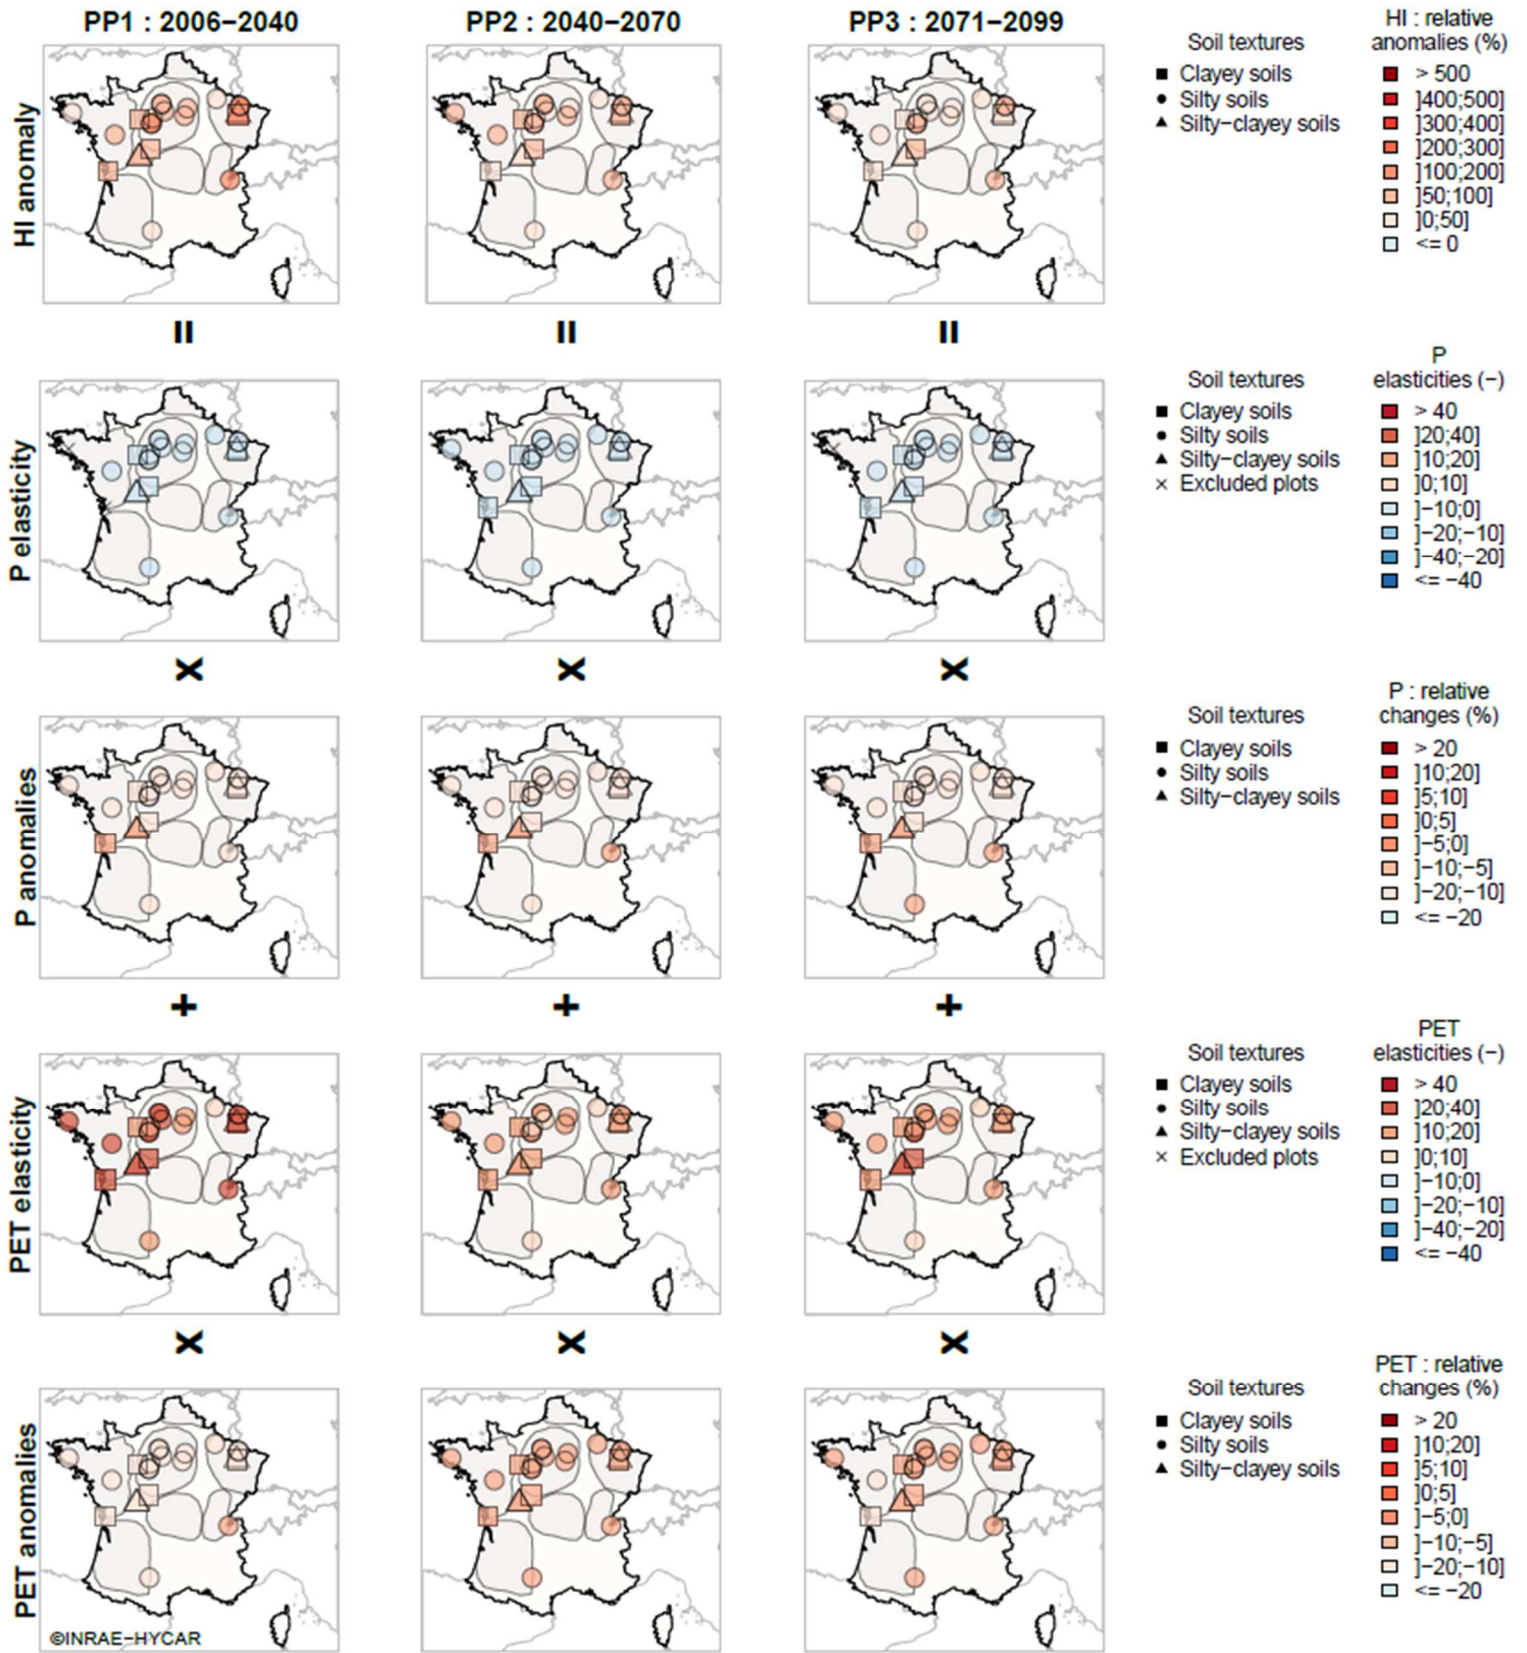 PP1 : 2006−2040
PP2 : 2040−2070
PP3 : 2071−2099
HI anomaly
Soil textures
■ Clayey soils
● Silty soils
▲ Silty−clayey soils
HI : relative
anomalies (%)
> 500
]400;500]
]300;400]
]200;300]
]100;200]
]50;100]
]0;50]
<= 0
=
=
=
P elasticity
Soil textures
■ Clayey soils
● Silty soils
▲ Silty−clayey soils
× Excluded plots
P
elasticities (−)
> 40
]20;40]
]10;20]
]0;10]
]−10;0]
]−20;−10]
]−40;−20]
<= −40
x
x
x
P anomalies
Soil textures
■ Clayey soils
● Silty soils
▲ Silty−clayey soils
P : relative
changes (%)
> 20
]10;20]
]5;10]
]0;5]
]−5;0]
]−10;−5]
]−20;−10]
<= −20
+
+
+
PET elasticity
Soil textures
■ Clayey soils
● Silty soils
▲ Silty−clayey soils
× Excluded plots
PET
elasticities (−)
> 40
]20;40]
]10;20]
]0;10]
]−10;0]
]−20;−10]
]−40;−20]
<= −40
x
x
x
PET anomalies
Soil textures
■ Clayey soils
● Silty soils
▲ Silty−clayey soils
PET : relative
changes (%)
> 20
]10;20]
]5;10]
]0;5]
]−5;0]
]−10;−5]
]−20;−10]
<= −20
©INRAE−HYCAR